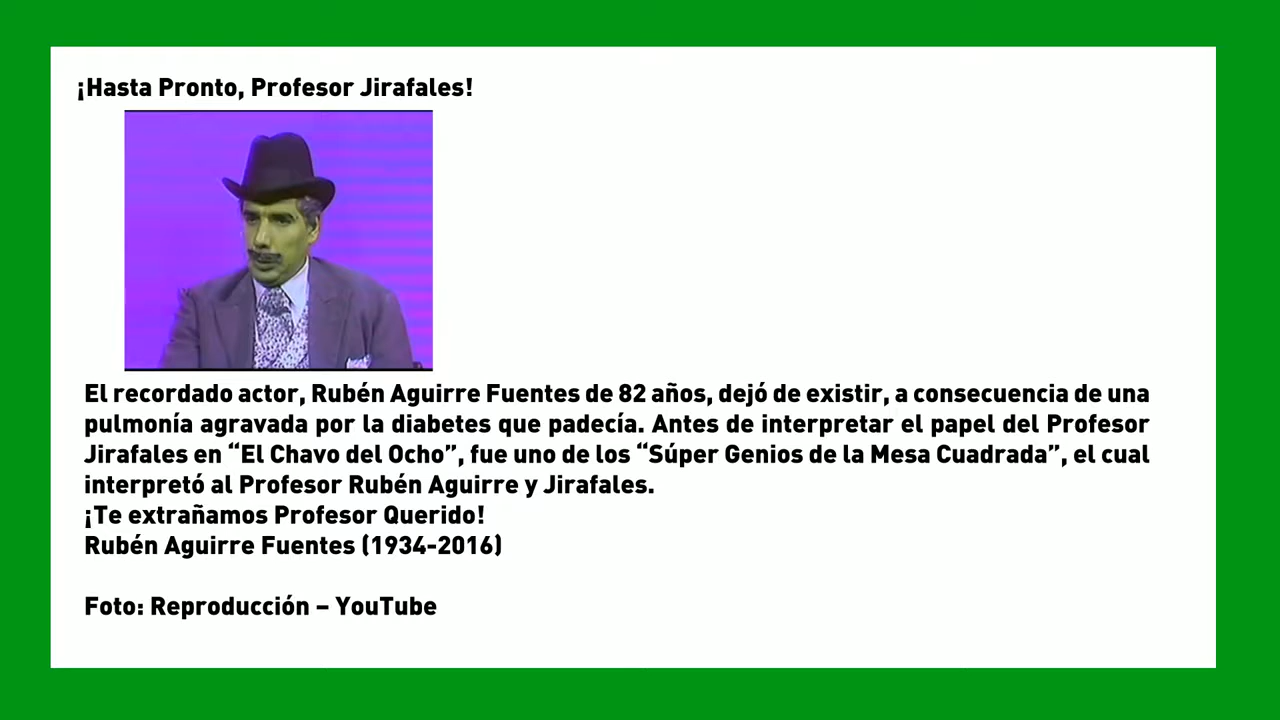 ¡Hasta Pronto, Profesor Jirafales!
El recordado actor, Rubén Aguirre Fuentes de 82 años, dejó de existir, a consecuencia de una
pulmonía agravada por la diabetes que padecía. Antes de interpretar el papel del Profesor
Jirafales en “El Chavo del Ocho”, fue uno de los “Súper Genios de la Mesa Cuadrada”, el cual
interpretó al Profesor Rubén Aguirre y Jirafales.
¡Te extrañamos Profesor Querido!
Rubén Aguirre Fuentes (1934-2016)
Foto: Reproducción – YouTube